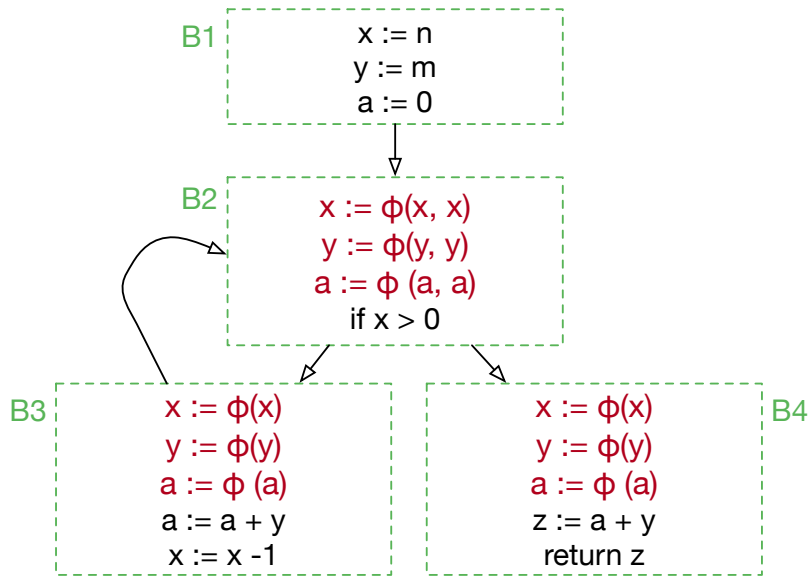 B1
x := n
y := m
a := 0
B2
x := ϕ(x, x)
y := ϕ(y, y)
a := ϕ (a, a)
if x > 0
B3
x := ϕ(x)
y := ϕ(y)
a := ϕ (a)
a := a + y
x := x -1
B4
x := ϕ(x)
y := ϕ(y)
a := ϕ (a)
z := a + y
return z